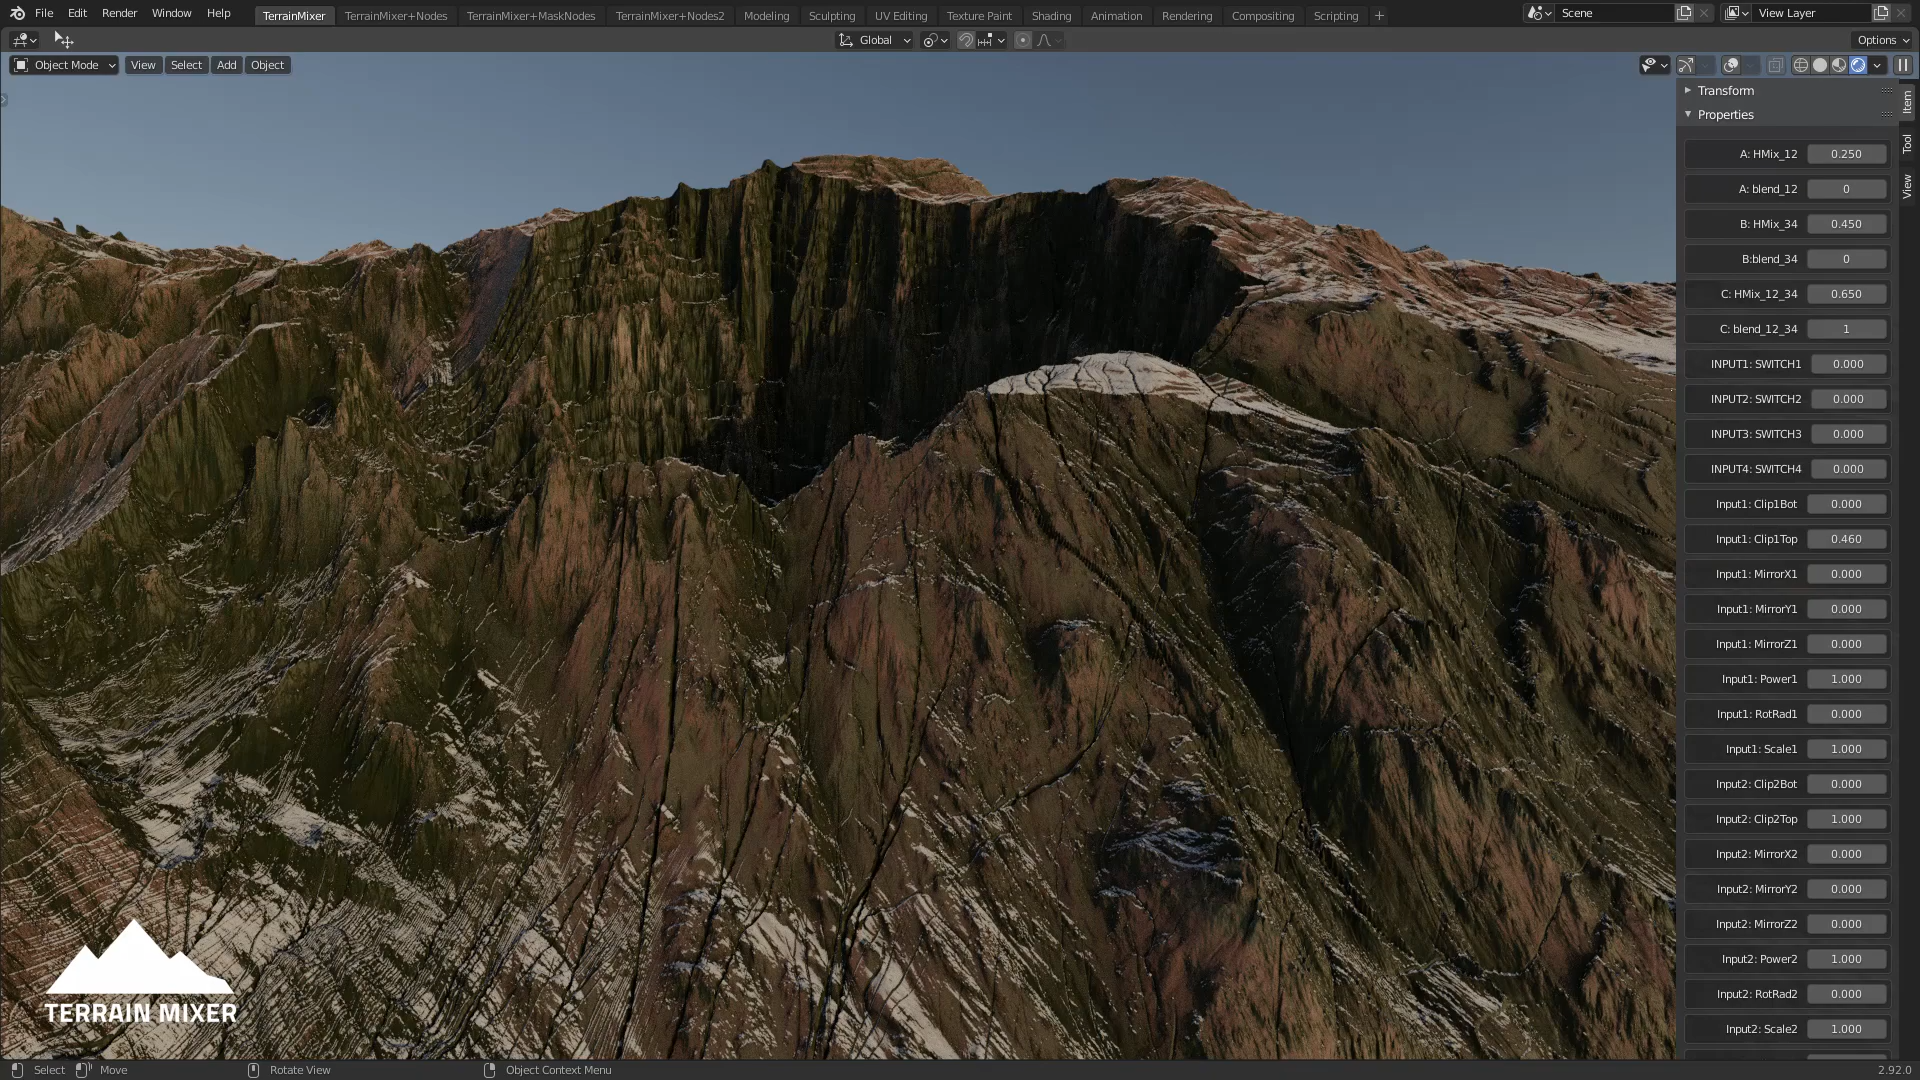 File Edit Render Window Help TerrainMixer TerrainMixer+Nodes TerrainMixer+MaskNodes TerrainMixer+Nodes2 Modeling Sculpting UV Editing Texture Paint Shading Animation Rendering Compositing Scripting + Scene View Layer
Global Options
Object Mode View Select Add Object
Transform
Properties
Item
Tool
View
A: HMix_12 0.250
A: blend_12 0
B: HMix_34 0.450
B:blend_34 0
C: HMix_12_34 0.650
C: blend_12_34 1
INPUT1: SWITCH1 0.000
INPUT2: SWITCH2 0.000
INPUT3: SWITCH3 0.000
INPUT4: SWITCH4 0.000
Input1: Clip1Bot 0.000
Input1: Clip1Top 0.460
Input1: MirrorX1 0.000
Input1: MirrorY1 0.000
Input1: MirrorZ1 0.000
Input1: Power1 1.000
Input1: RotRad1 0.000
Input1: Scale1 1.000
Input2: Clip2Bot 0.000
Input2: Clip2Top 1.000
Input2: MirrorX2 0.000
Input2: MirrorY2 0.000
Input2: MirrorZ2 0.000
Input2: Power2 1.000
Input2: RotRad2 0.000
Input2: Scale2 1.000
TERRAIN MIXER
Select Move Rotate View Object Context Menu 2.92.0